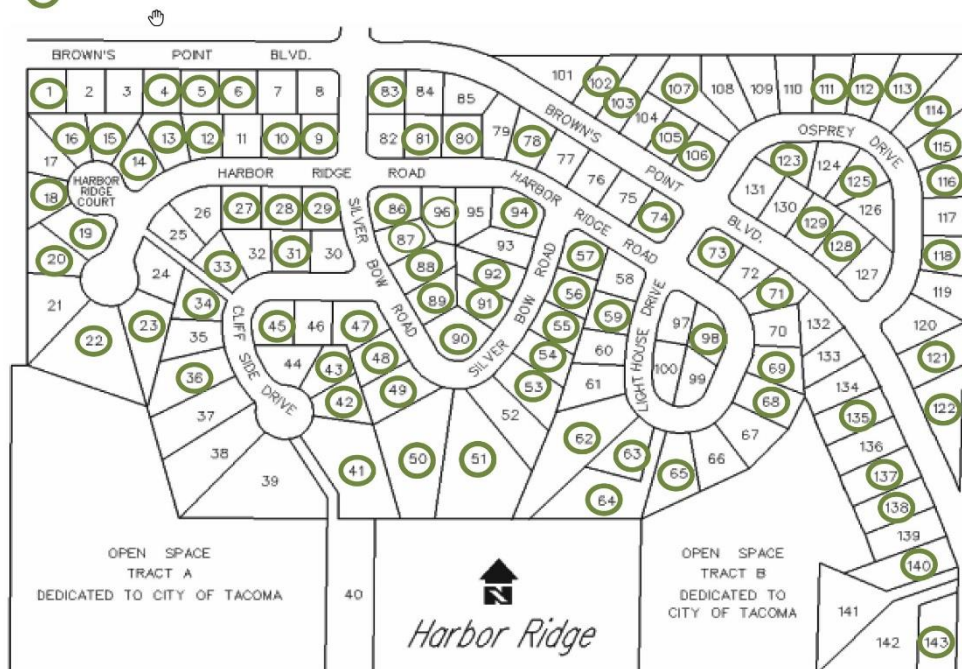 BROWN'S POINT BLVD.
1 2 3 4 5 6 7 8
83 84 85
101 102 103 104 105 106
107 108 109 110 111 112 113 114
115
116
117
118
119
120
121
122
16 15 14 13 12 11 10 9
82 81 80 79 78 77 76 75 74
BROWN'S POINT BLVD.
OSPREY DRIVE
123 124 125 126 127 128 129 130 131
17
18
HARBOR
RIDGE
COURT
19
20
21
22
23
24
HARBOR RIDGE ROAD
HARBOR RIDGE ROAD
25 26 27 28 29
33 32 31 30
SILVER BOW ROAD
86 96 95 94
87 93
88 92
89 91
90
SILVER BOW ROAD
57 58
56 59
55 60
54 61
53
52
73 72 71 70 69 68 67 66 65
LIGHT HOUSE DRIVE
97 98
100 99
34
35
36
37
38
39
CLIFF SIDE DRIVE
45 46 47
44 43 48
42 49
41 50 51
62 63
64
132
133
134
135
136
137
138
139
140
141
142 143
OPEN SPACE
TRACT A
DEDICATED TO CITY OF TACOMA
40
N
Harbor Ridge
OPEN SPACE
TRACT B
DEDICATED TO
CITY OF TACOMA